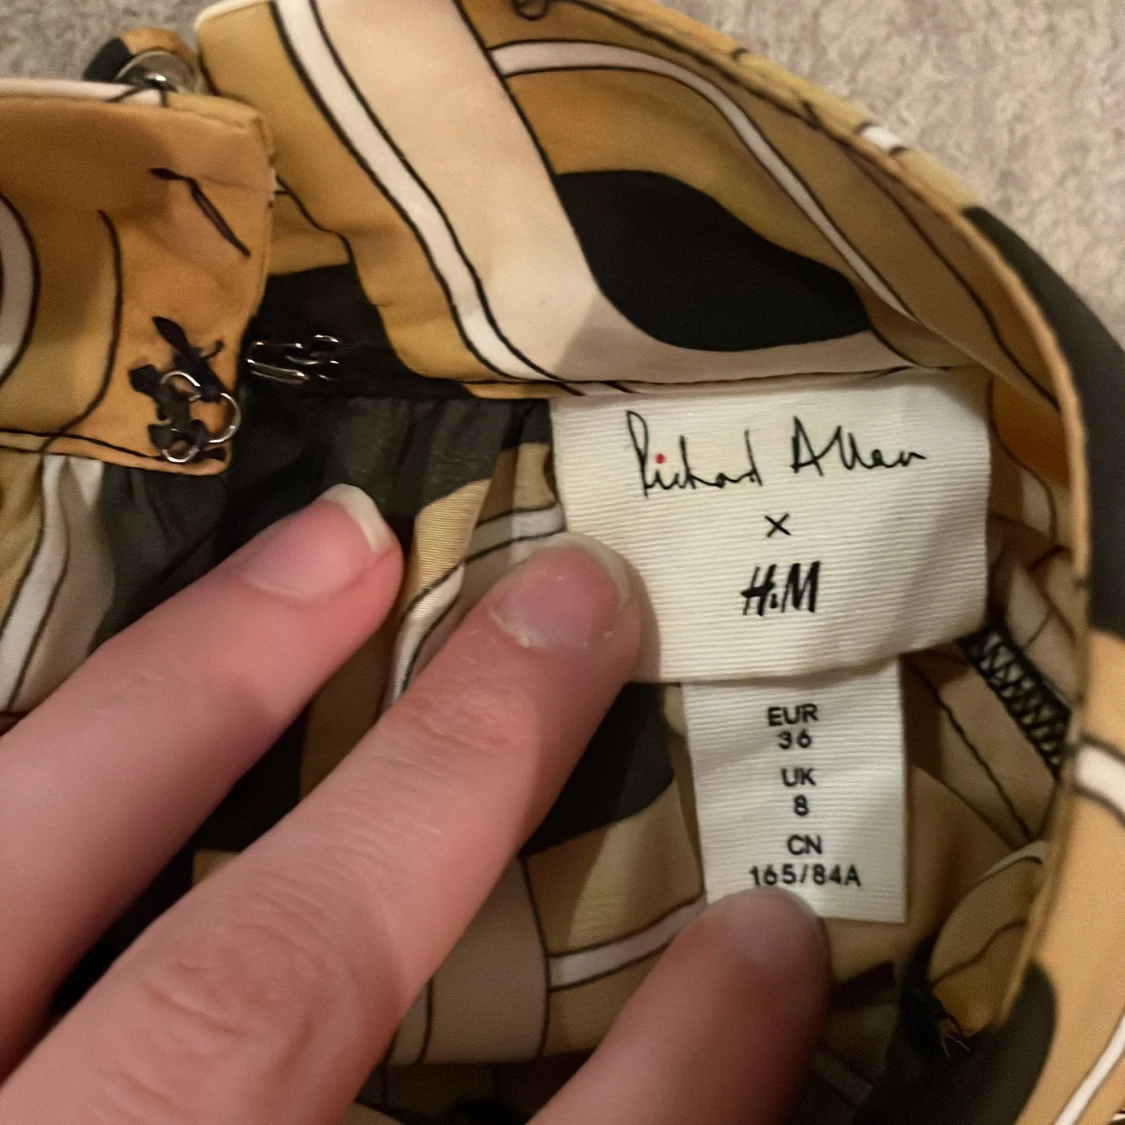 Richard Allan
×
H&M
EUR
36
UK
8
CN
165/84A